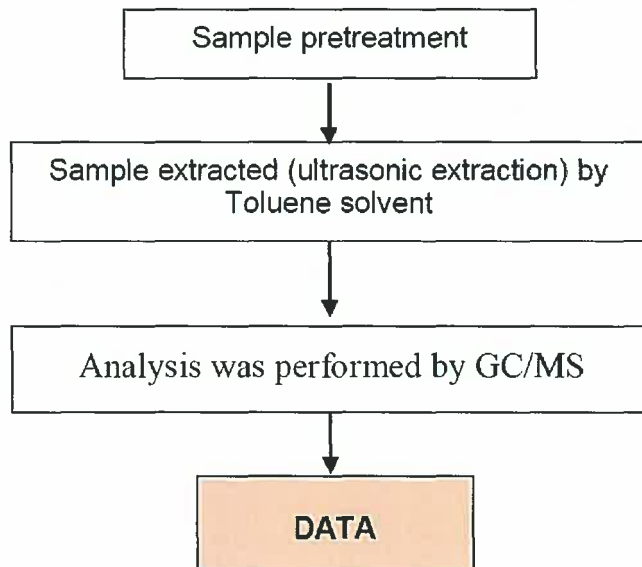 Sample pretreatment
Sample extracted (ultrasonic extraction) by
Toluene solvent
Analysis was performed by GC/MS
DATA